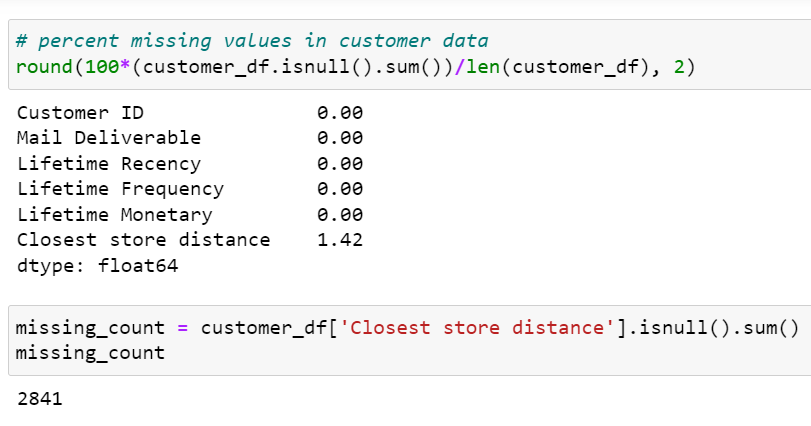 # percent missing values in customer data
round(100*(customer_df.isnull().sum())/len(customer_df), 2)
Customer ID 0.00
Mail Deliverable 0.00
Lifetime Recency 0.00
Lifetime Frequency 0.00
Lifetime Monetary 0.00
Closest store distance 1.42
dtype: float64
missing_count = customer_df['Closest store distance'].isnull().sum()
missing_count
2841